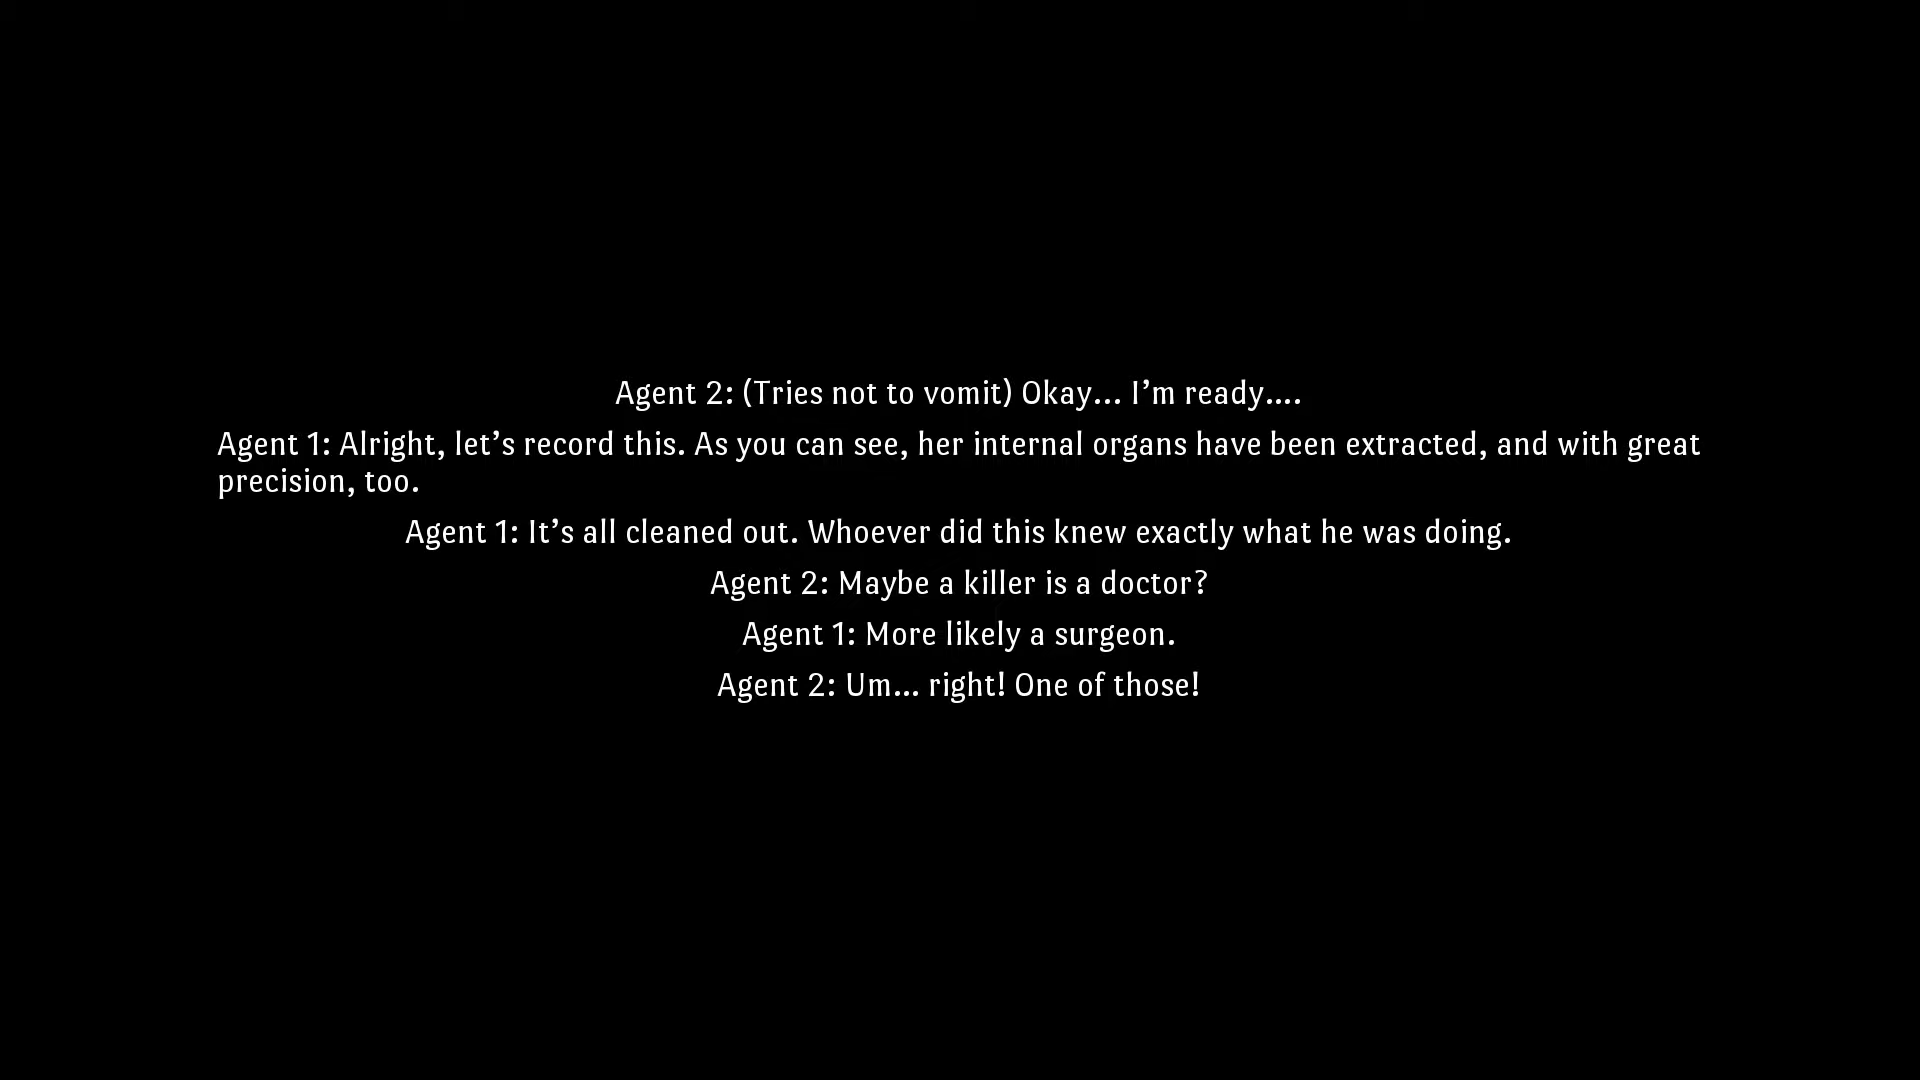 Agent 2: (Tries not to vomit) Okay... I’m ready....
Agent 1: Alright, let’s record this. As you can see, her internal organs have been extracted, and with great
precision, too.
Agent 1: It’s all cleaned out. Whoever did this knew exactly what he was doing.
Agent 2: Maybe a killer is a doctor?
Agent 1: More likely a surgeon.
Agent 2: Um... right! One of those!